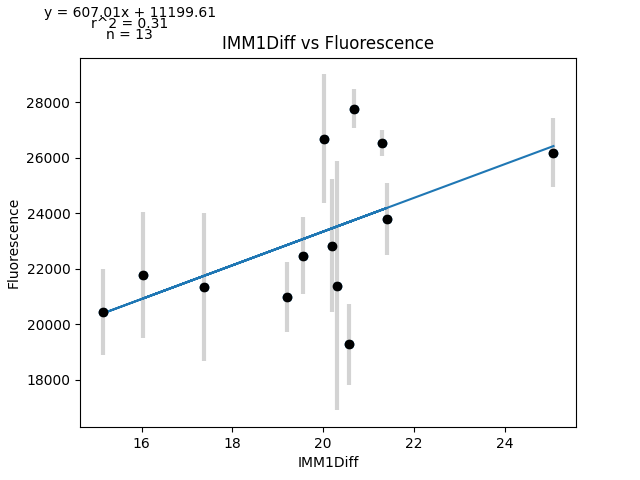 y = 607.01x + 11199.61
r^2 = 0.31
n = 13
IMM1Diff vs Fluorescence
Fluorescence
28000
26000
24000
22000
20000
18000
16
18
20
22
24
IMM1Diff